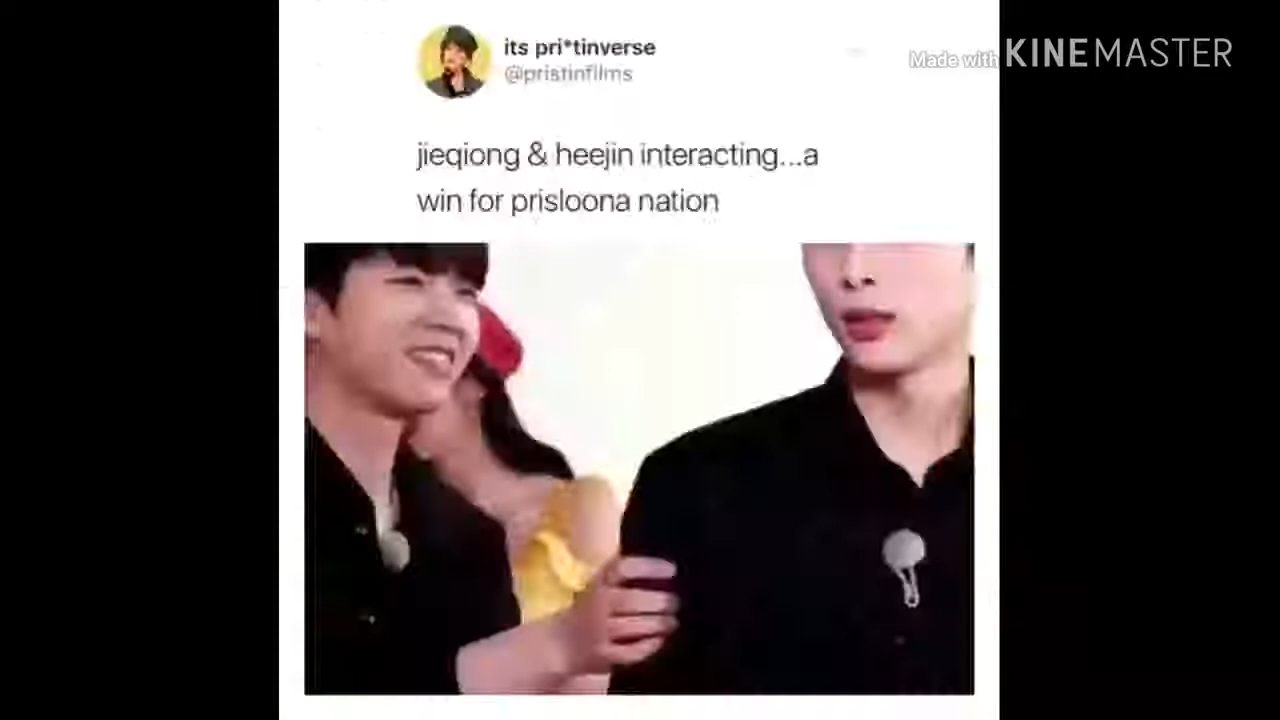 its pri*tinverse
@pristinfilms
Made with KINEMASTER
jieqiong & heejin interacting...a
win for prisloona nation